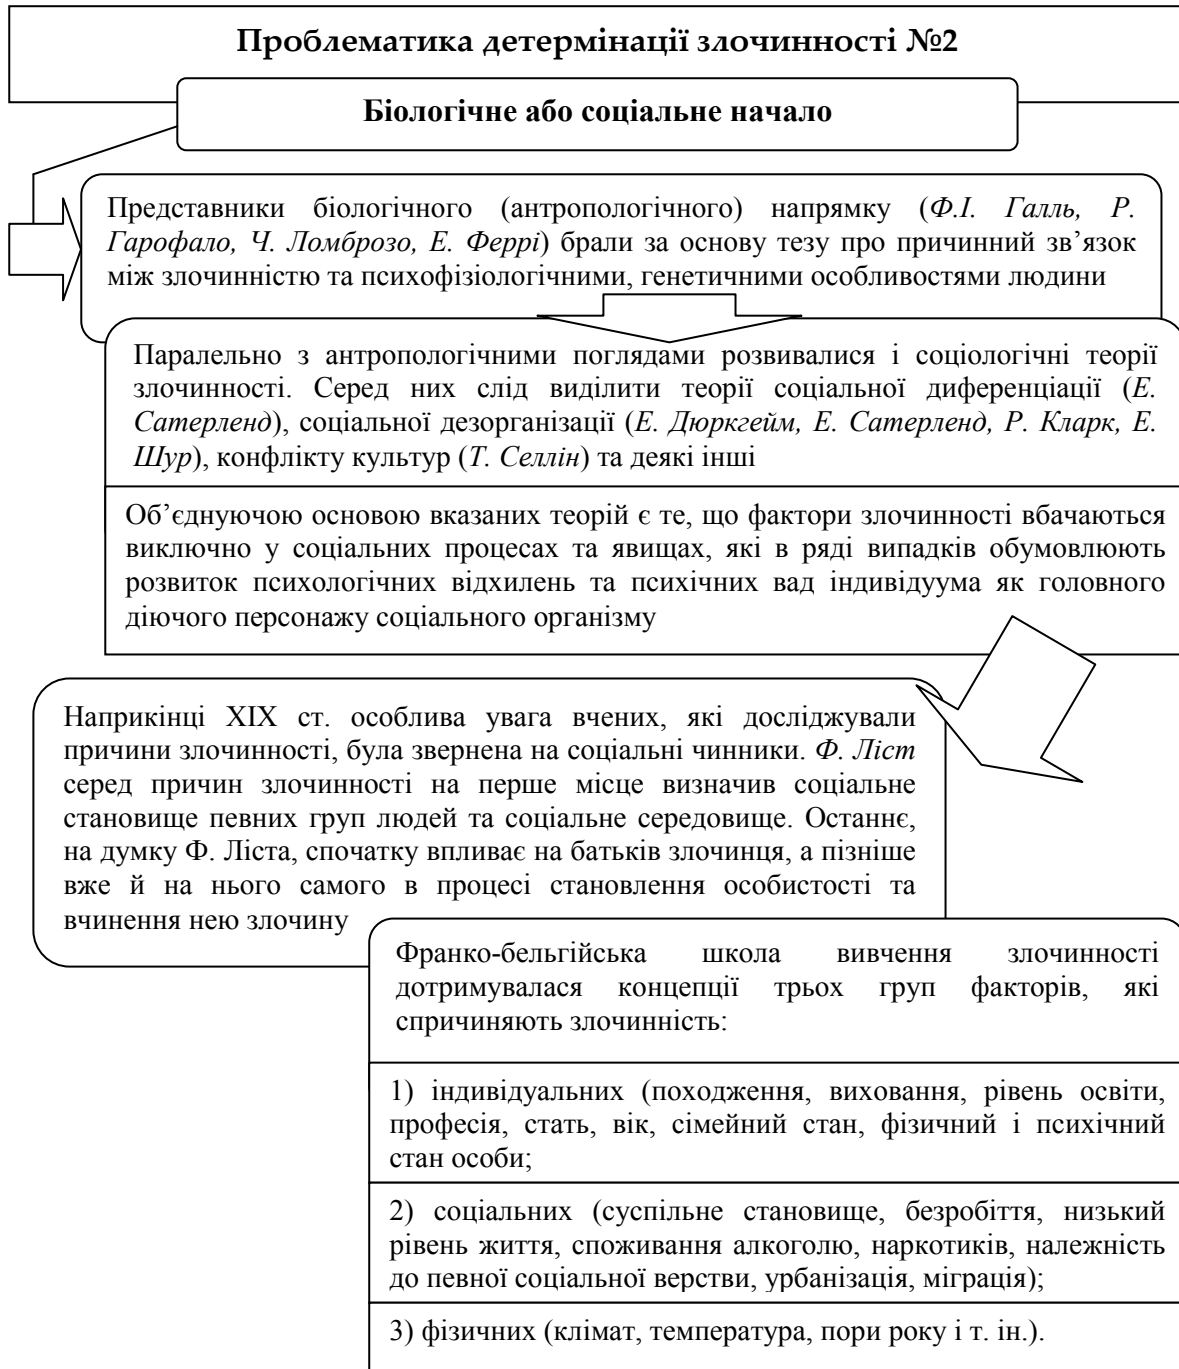 Проблематика детермінації злочинності №2
Біологічне або соціальне начало
Представники біологічного (антропологічного) напрямку (Ф.І. Галль, Р.
Гарофало, Ч. Ломброзо, Е. Феррі) брали за основу тезу про причинний зв’язок
між злочинністю та психофізіологічними, генетичними особливостями людини
Паралельно з антропологічними поглядами розвивалися і соціологічні теорії
злочинності. Серед них слід виділити теорії соціальної диференціації (Е.
Сатерленд), соціальної дезорганізації (Е. Дюркгейм, Е. Сатерленд, Р. Кларк, Е.
Шур), конфлікту культур (Т. Селлін) та деякі інші
Об’єднуючою основою вказаних теорій є те, що фактори злочинності вбачаються
виключно у соціальних процесах та явищах, які в ряді випадків обумовлюють
розвиток психологічних відхилень та психічних вад індивідуума як головного
діючого персонажу соціального організму
Наприкінці XIX ст. особлива увага вчених, які досліджували
причини злочинності, була звернена на соціальні чинники. Ф. Ліст
серед причин злочинності на перше місце визначив соціальне
становище певних груп людей та соціальне середовище. Останнє,
на думку Ф. Ліста, спочатку впливає на батьків злочинця, а пізніше
вже й на нього самого в процесі становлення особистості та
вчинення нею злочину
Франко-бельгійська школа вивчення злочинності
дотримувалася концепції трьох груп факторів, які
спричиняють злочинність:
1) індивідуальних (походження, виховання, рівень освіти,
професія, стать, вік, сімейний стан, фізичний і психічний
стан особи;
2) соціальних (суспільне становище, безробіття, низький
рівень життя, споживання алкоголю, наркотиків, належність
до певної соціальної верстви, урбанізація, міграція);
3) фізичних (клімат, температура, пори року і т. ін.).